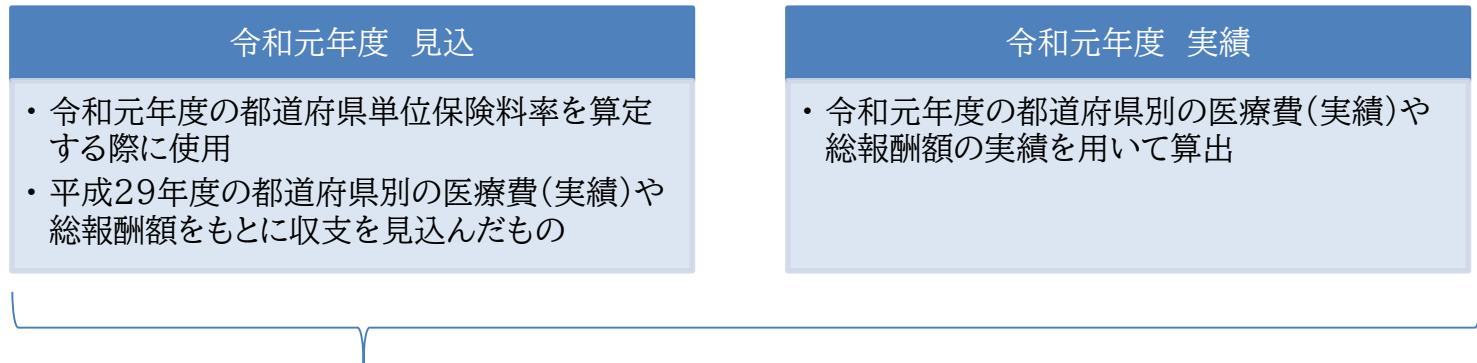 令和元年度　見込
・令和元年度の都道府県単位保険料率を算定
する際に使用
・平成29年度の都道府県別の医療費(実績)や
総報酬額をもとに収支を見込んだもの
令和元年度　実績
・令和元年度の都道府県別の医療費(実績)や
総報酬額の実績を用いて算出